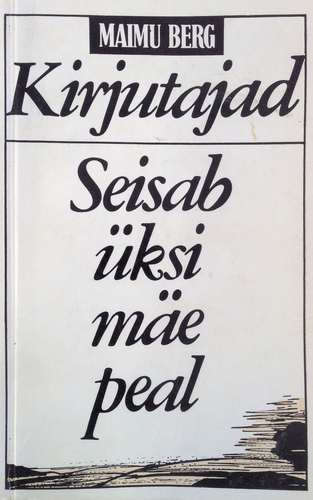 MAIMU BERG
Kirjutajad
Seisab
üksi
mäe
peal